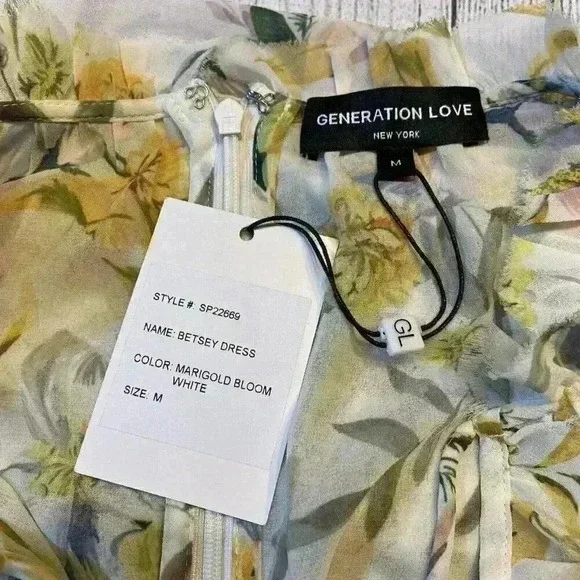 GENERATION LOVE
NEW YORK
M
STYLE #: SP22669
NAME: BETSEY DRESS
COLOR: MARIGOLD BLOOM
WHITE
SIZE: M
GL